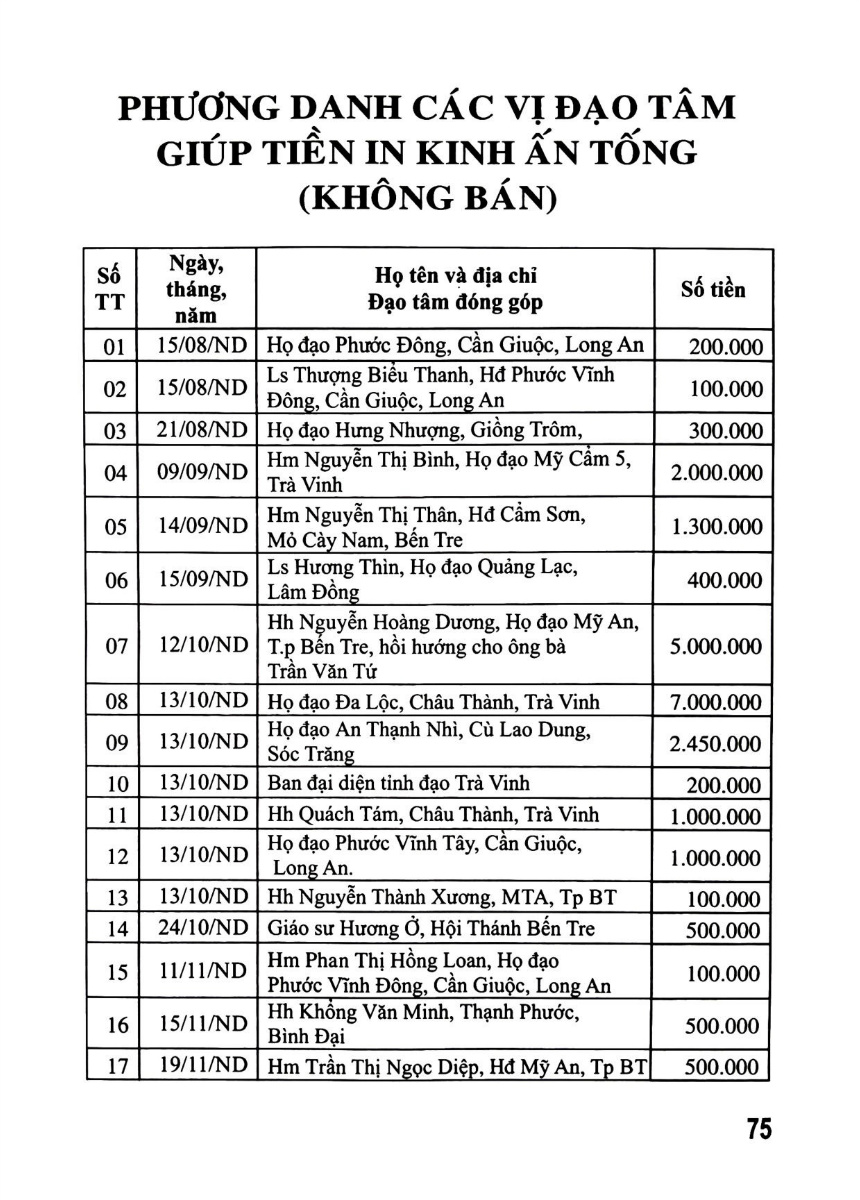 PHƯƠNG DANH CÁC VỊ ĐẠO TÂM
GIÚP TIỀN IN KINH ẤN TỐNG
(KHÔNG BÁN)
Số TT | Ngày, tháng, năm | Họ tên và địa chỉ Đạo tâm đóng góp | Số tiền
01 15/08/ND Họ đạo Phước Đông, Cần Giuộc, Long An 200.000
02 15/08/ND Ls Thượng Biểu Thanh, Hđ Phước Vĩnh
Đông, Cần Giuộc, Long An 100.000
03 21/08/ND Họ đạo Hưng Nhượng, Giồng Trôm, 300.000
04 09/09/ND Hm Nguyễn Thị Bình, Họ đạo Mỹ Cẩm 5,
Trà Vinh 2.000.000
05 14/09/ND Hm Nguyễn Thị Thân, Hđ Cẩm Sơn,
Mỏ Cày Nam, Bến Tre 1.300.000
06 15/09/ND Ls Hương Thìn, Họ đạo Quảng Lạc,
Lâm Đồng 400.000
07 12/10/ND Hh Nguyễn Hoàng Dương, Họ đạo Mỹ An,
T.p Bến Tre, hồi hướng cho ông bà
Trần Văn Tứ 5.000.000
08 13/10/ND Họ đạo Đa Lộc, Châu Thành, Trà Vinh 7.000.000
09 13/10/ND Họ đạo An Thạnh Nhì, Cù Lao Dung,
Sóc Trăng 2.450.000
10 13/10/ND Ban đại diện tỉnh đạo Trà Vinh 200.000
11 13/10/ND Hh Quách Tám, Châu Thành, Trà Vinh 1.000.000
12 13/10/ND Họ đạo Phước Vĩnh Tây, Cần Giuộc,
Long An. 1.000.000
13 13/10/ND Hh Nguyễn Thành Xương, MTA, Tp BT 100.000
14 24/10/ND Giáo sư Hương Ở, Hội Thánh Bến Tre 500.000
15 11/11/ND Hm Phan Thị Hồng Loan, Họ đạo
Phước Vĩnh Đông, Cần Giuộc, Long An 100.000
16 15/11/ND Hh Khổng Văn Minh, Thạnh Phước,
Bình Đại 500.000
17 19/11/ND Hm Trần Thị Ngọc Diệp, Hđ Mỹ An, Tp BT 500.000
75